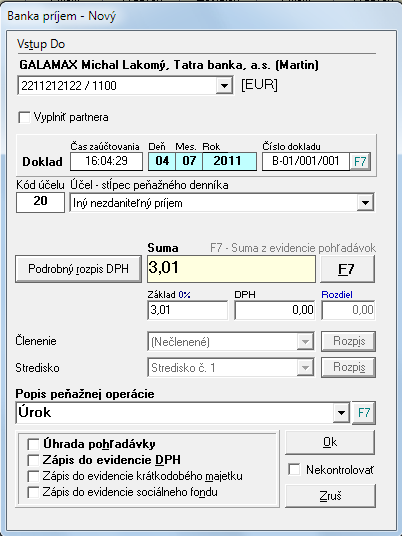 Banka príjem - Nový
Vstup Do
GALAMAX Michal Lakomý, Tatra banka, a.s. (Martin)
2211212122 / 1100 [EUR]
Vyplniť partnera
Čas zaúčtovania Deň Mes. Rok Číslo dokladu
Doklad 16:04:29 04 07 2011 B-01/001/001 F7
Kód účelu Účel - stĺpec peňažného denníka
20 Iný nezdaniteľný príjem
Suma F7 - Suma z evidencie pohľadávok
Podrobný rozpis DPH 3,01 F7
Základ 0% DPH Rozdiel
3,01 0,00 0,00
Členenie (Nečlenené) Rozpis
Stredisko Stredisko č. 1 Rozpis
Popis peňažnej operácie
Úrok F7
Úhrada pohľadávky Ok
Zápis do evidencie DPH
Nekontrolovať
Zápis do evidencie krátkodobého majetku
Zápis do evidencie sociálneho fondu Zruš